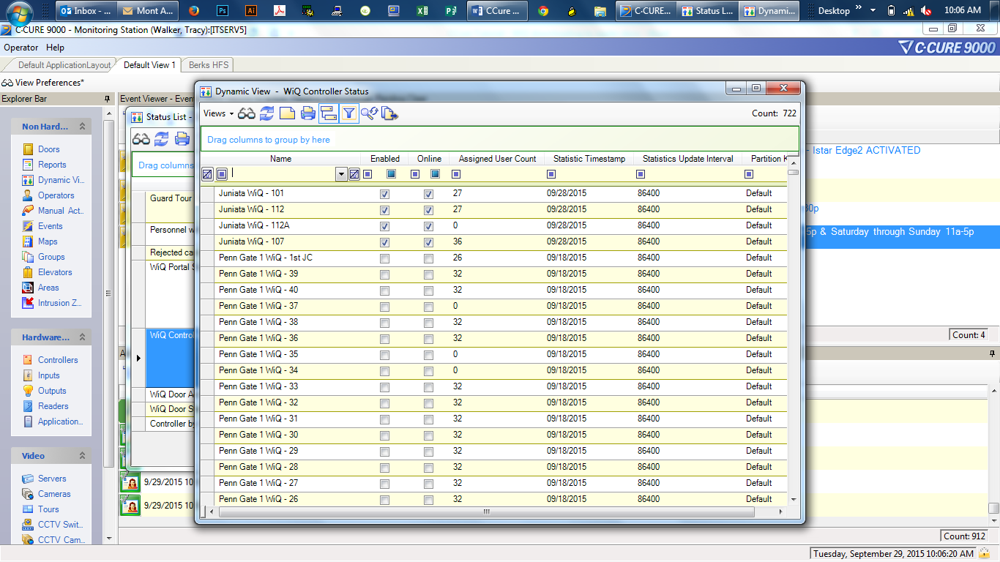 Inbox - ...
Mont A...
CCure ...
C-CURE...
Status L...
Dynami...
Desktop
10:06 AM
C-CURE 9000 - Monitoring Station (Walker, Tracy):[ITSERV5]
Operator Help
C•CURE 9000
Default ApplicationLayout Default View 1 Berks HFS
View Preferences*
Explorer Bar
Event Viewer - Even
Non Hard...
Doors
Reports
Dynamic Vi...
Operators
Manual Act...
Events
Maps
Groups
Elevators
Areas
Intrusion Z...
Hardware...
Controllers
Inputs
Outputs
Readers
Application...
Video
Servers
Cameras
Tours
CCTV Swit...
CCTV Cam...
Status List -
Drag columns
Guard Tour
Personnel w
Rejected ca
WiQ Portal S
WiQ Contro
WiQ Door A
WiQ Door S
Controller by
9/29/2015 10
9/29/2015 10
Dynamic View - WiQ Controller Status
Views
Count: 722
Drag columns to group by here
Name Enabled Online Assigned User Count Statistic Timestamp Statistics Update Interval Partition K
Juniata WiQ - 101 27 09/28/2015 86400 Default
Juniata WiQ - 112 27 09/28/2015 86400 Default
Juniata WiQ - 112A 0 09/28/2015 86400 Default
Juniata WiQ - 107 36 09/28/2015 86400 Default
Penn Gate 1 WiQ - 1st JC 26 09/18/2015 86400 Default
Penn Gate 1 WiQ - 39 32 09/18/2015 86400 Default
Penn Gate 1 WiQ - 40 32 09/18/2015 86400 Default
Penn Gate 1 WiQ - 37 0 09/18/2015 86400 Default
Penn Gate 1 WiQ - 38 32 09/18/2015 86400 Default
Penn Gate 1 WiQ - 36 32 09/18/2015 86400 Default
Penn Gate 1 WiQ - 35 0 09/18/2015 86400 Default
Penn Gate 1 WiQ - 34 0 09/18/2015 86400 Default
Penn Gate 1 WiQ - 33 32 09/18/2015 86400 Default
Penn Gate 1 WiQ - 32 32 09/18/2015 86400 Default
Penn Gate 1 WiQ - 31 32 09/18/2015 86400 Default
Penn Gate 1 WiQ - 30 32 09/18/2015 86400 Default
Penn Gate 1 WiQ - 29 32 09/18/2015 86400 Default
Penn Gate 1 WiQ - 28 32 09/18/2015 86400 Default
Penn Gate 1 WiQ - 27 32 09/18/2015 86400 Default
Penn Gate 1 WiQ - 26 32 09/18/2015 86400 Default
- Istar Edge2 ACTIVATED
5p & Saturday through Sunday 11a-5p
Count: 4
Count: 912
Tuesday, September 29, 2015 10:06:20 AM